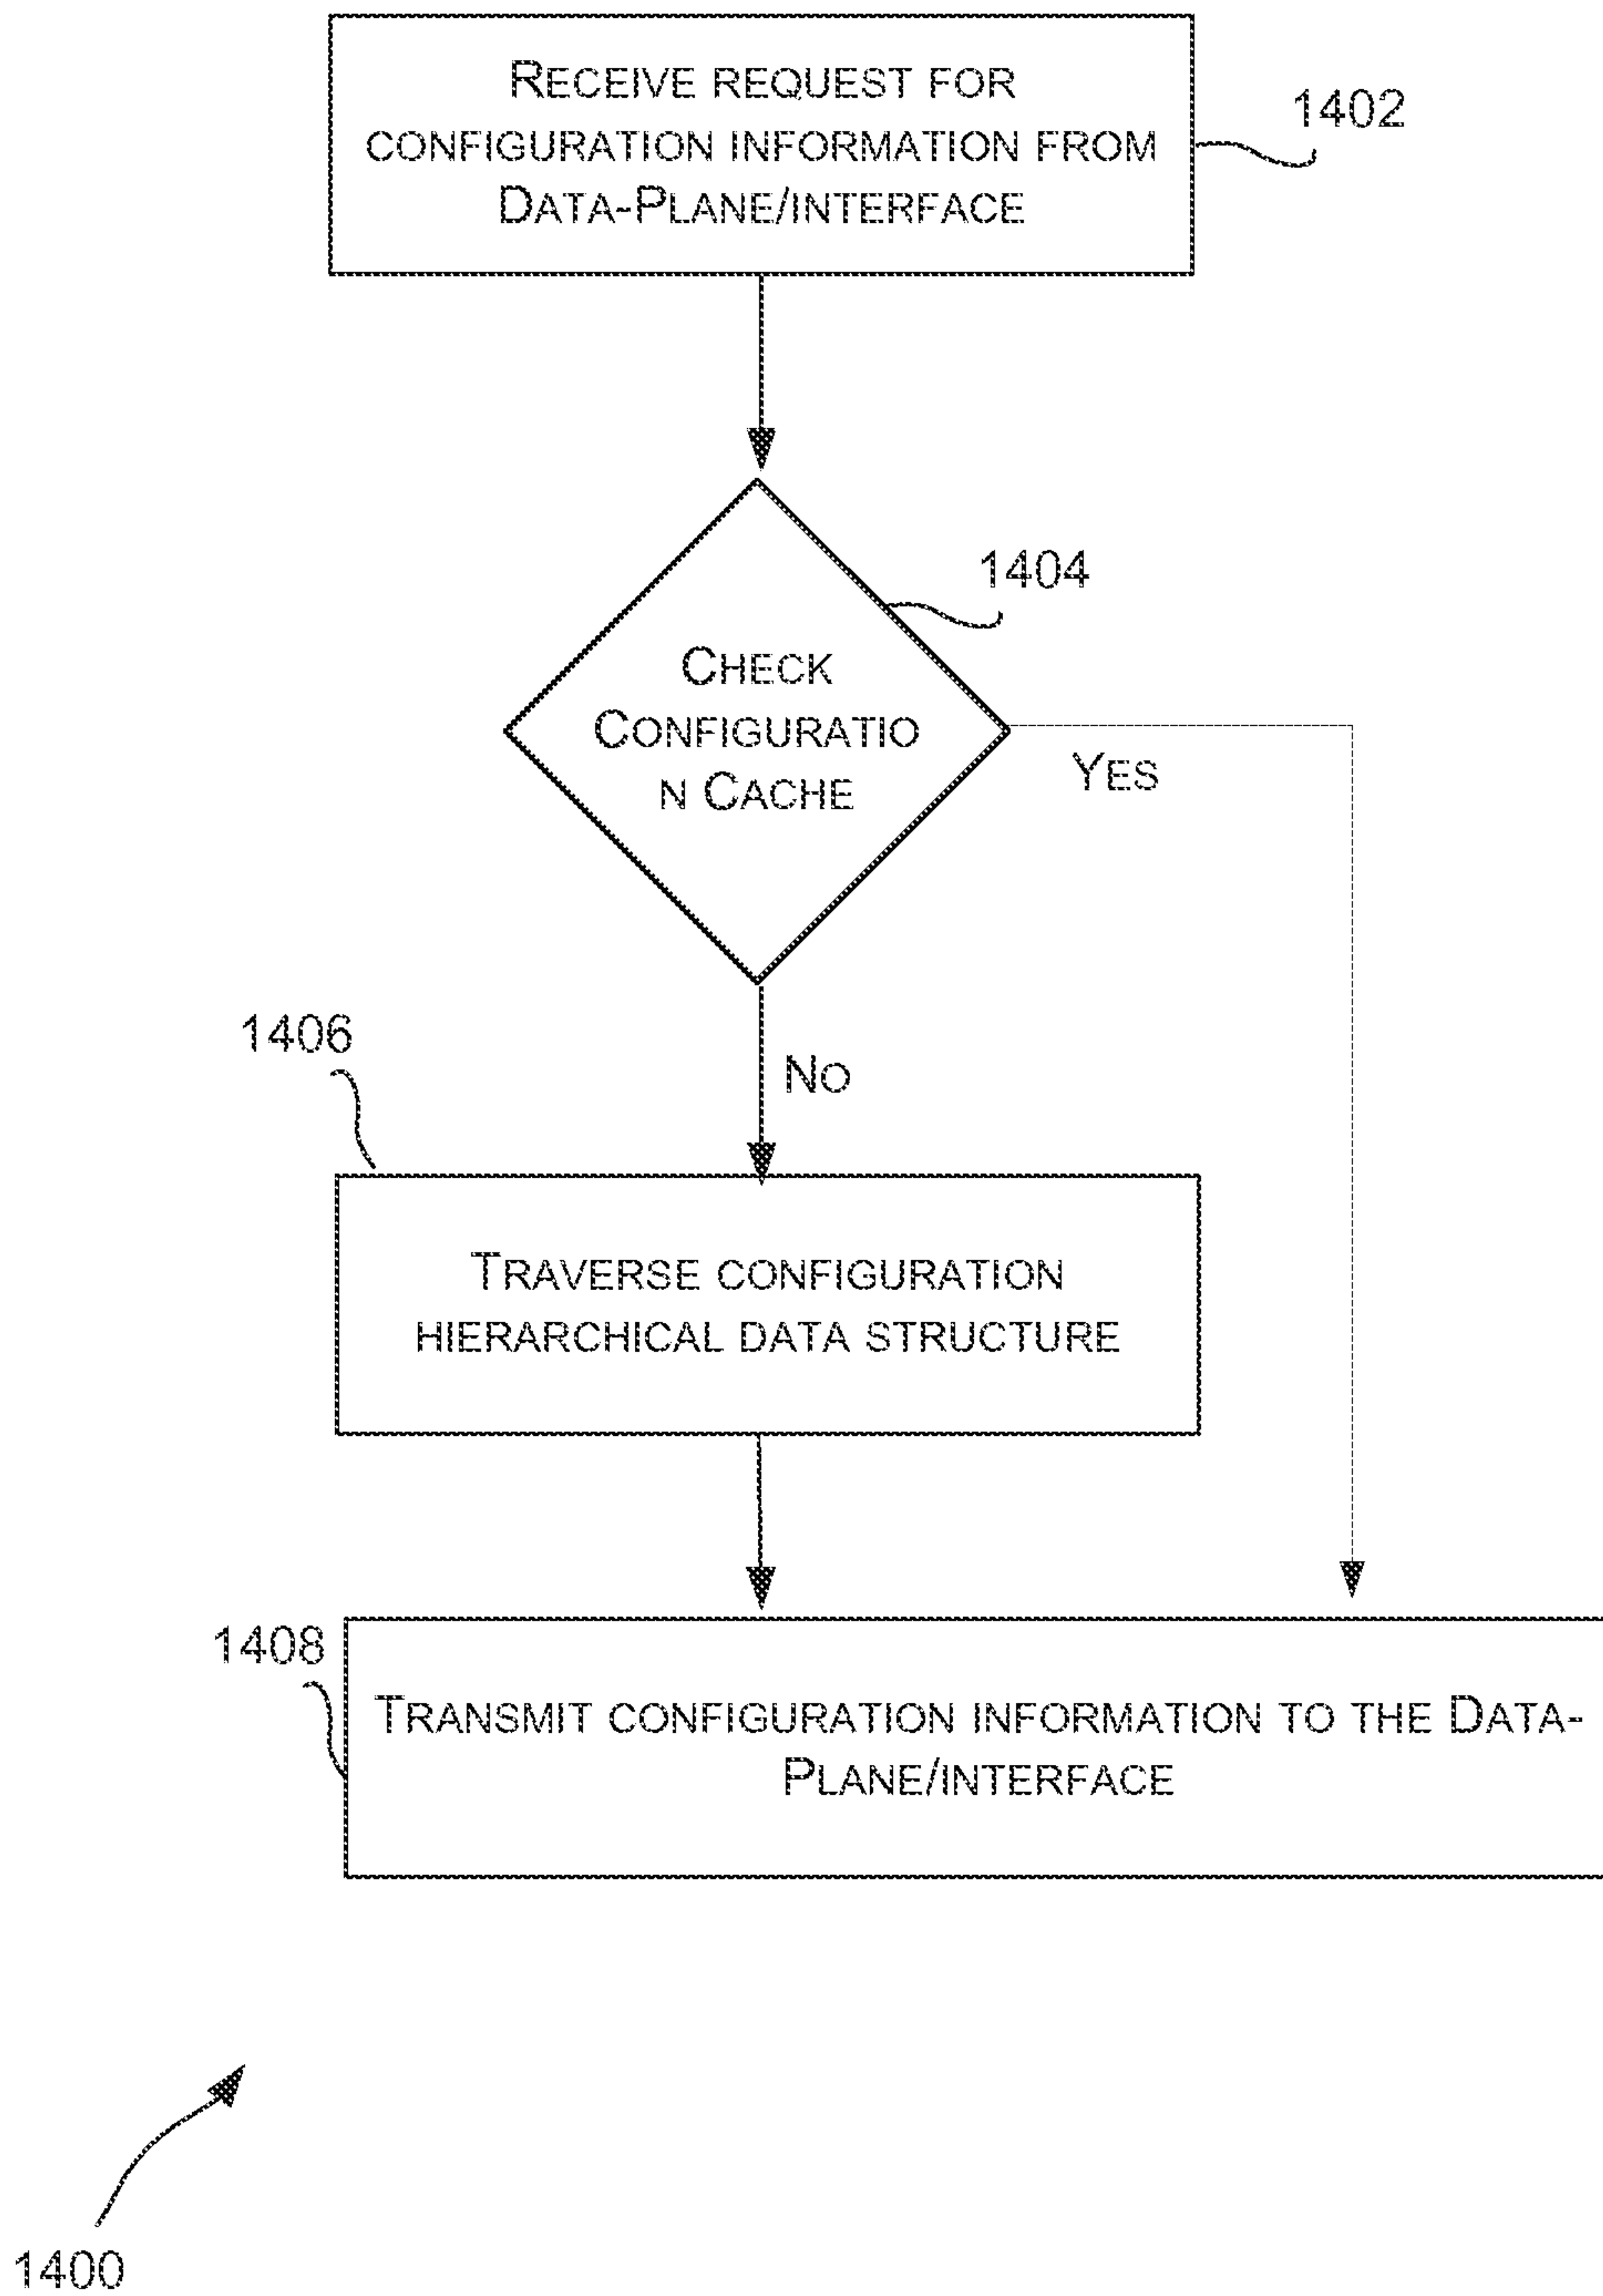 RECEIVE REQUEST FOR
CONFIGURATION INFORMATION FROM
DATA-PLANE/INTERFACE
1402
1404
CHECK
CONFIGURATIO
N CACHE
YES
1406
NO
TRAVERSE CONFIGURATION
HIERARCHICAL DATA STRUCTURE
1408
TRANSMIT CONFIGURATION INFORMATION TO THE DATA-
PLANE/INTERFACE
1400